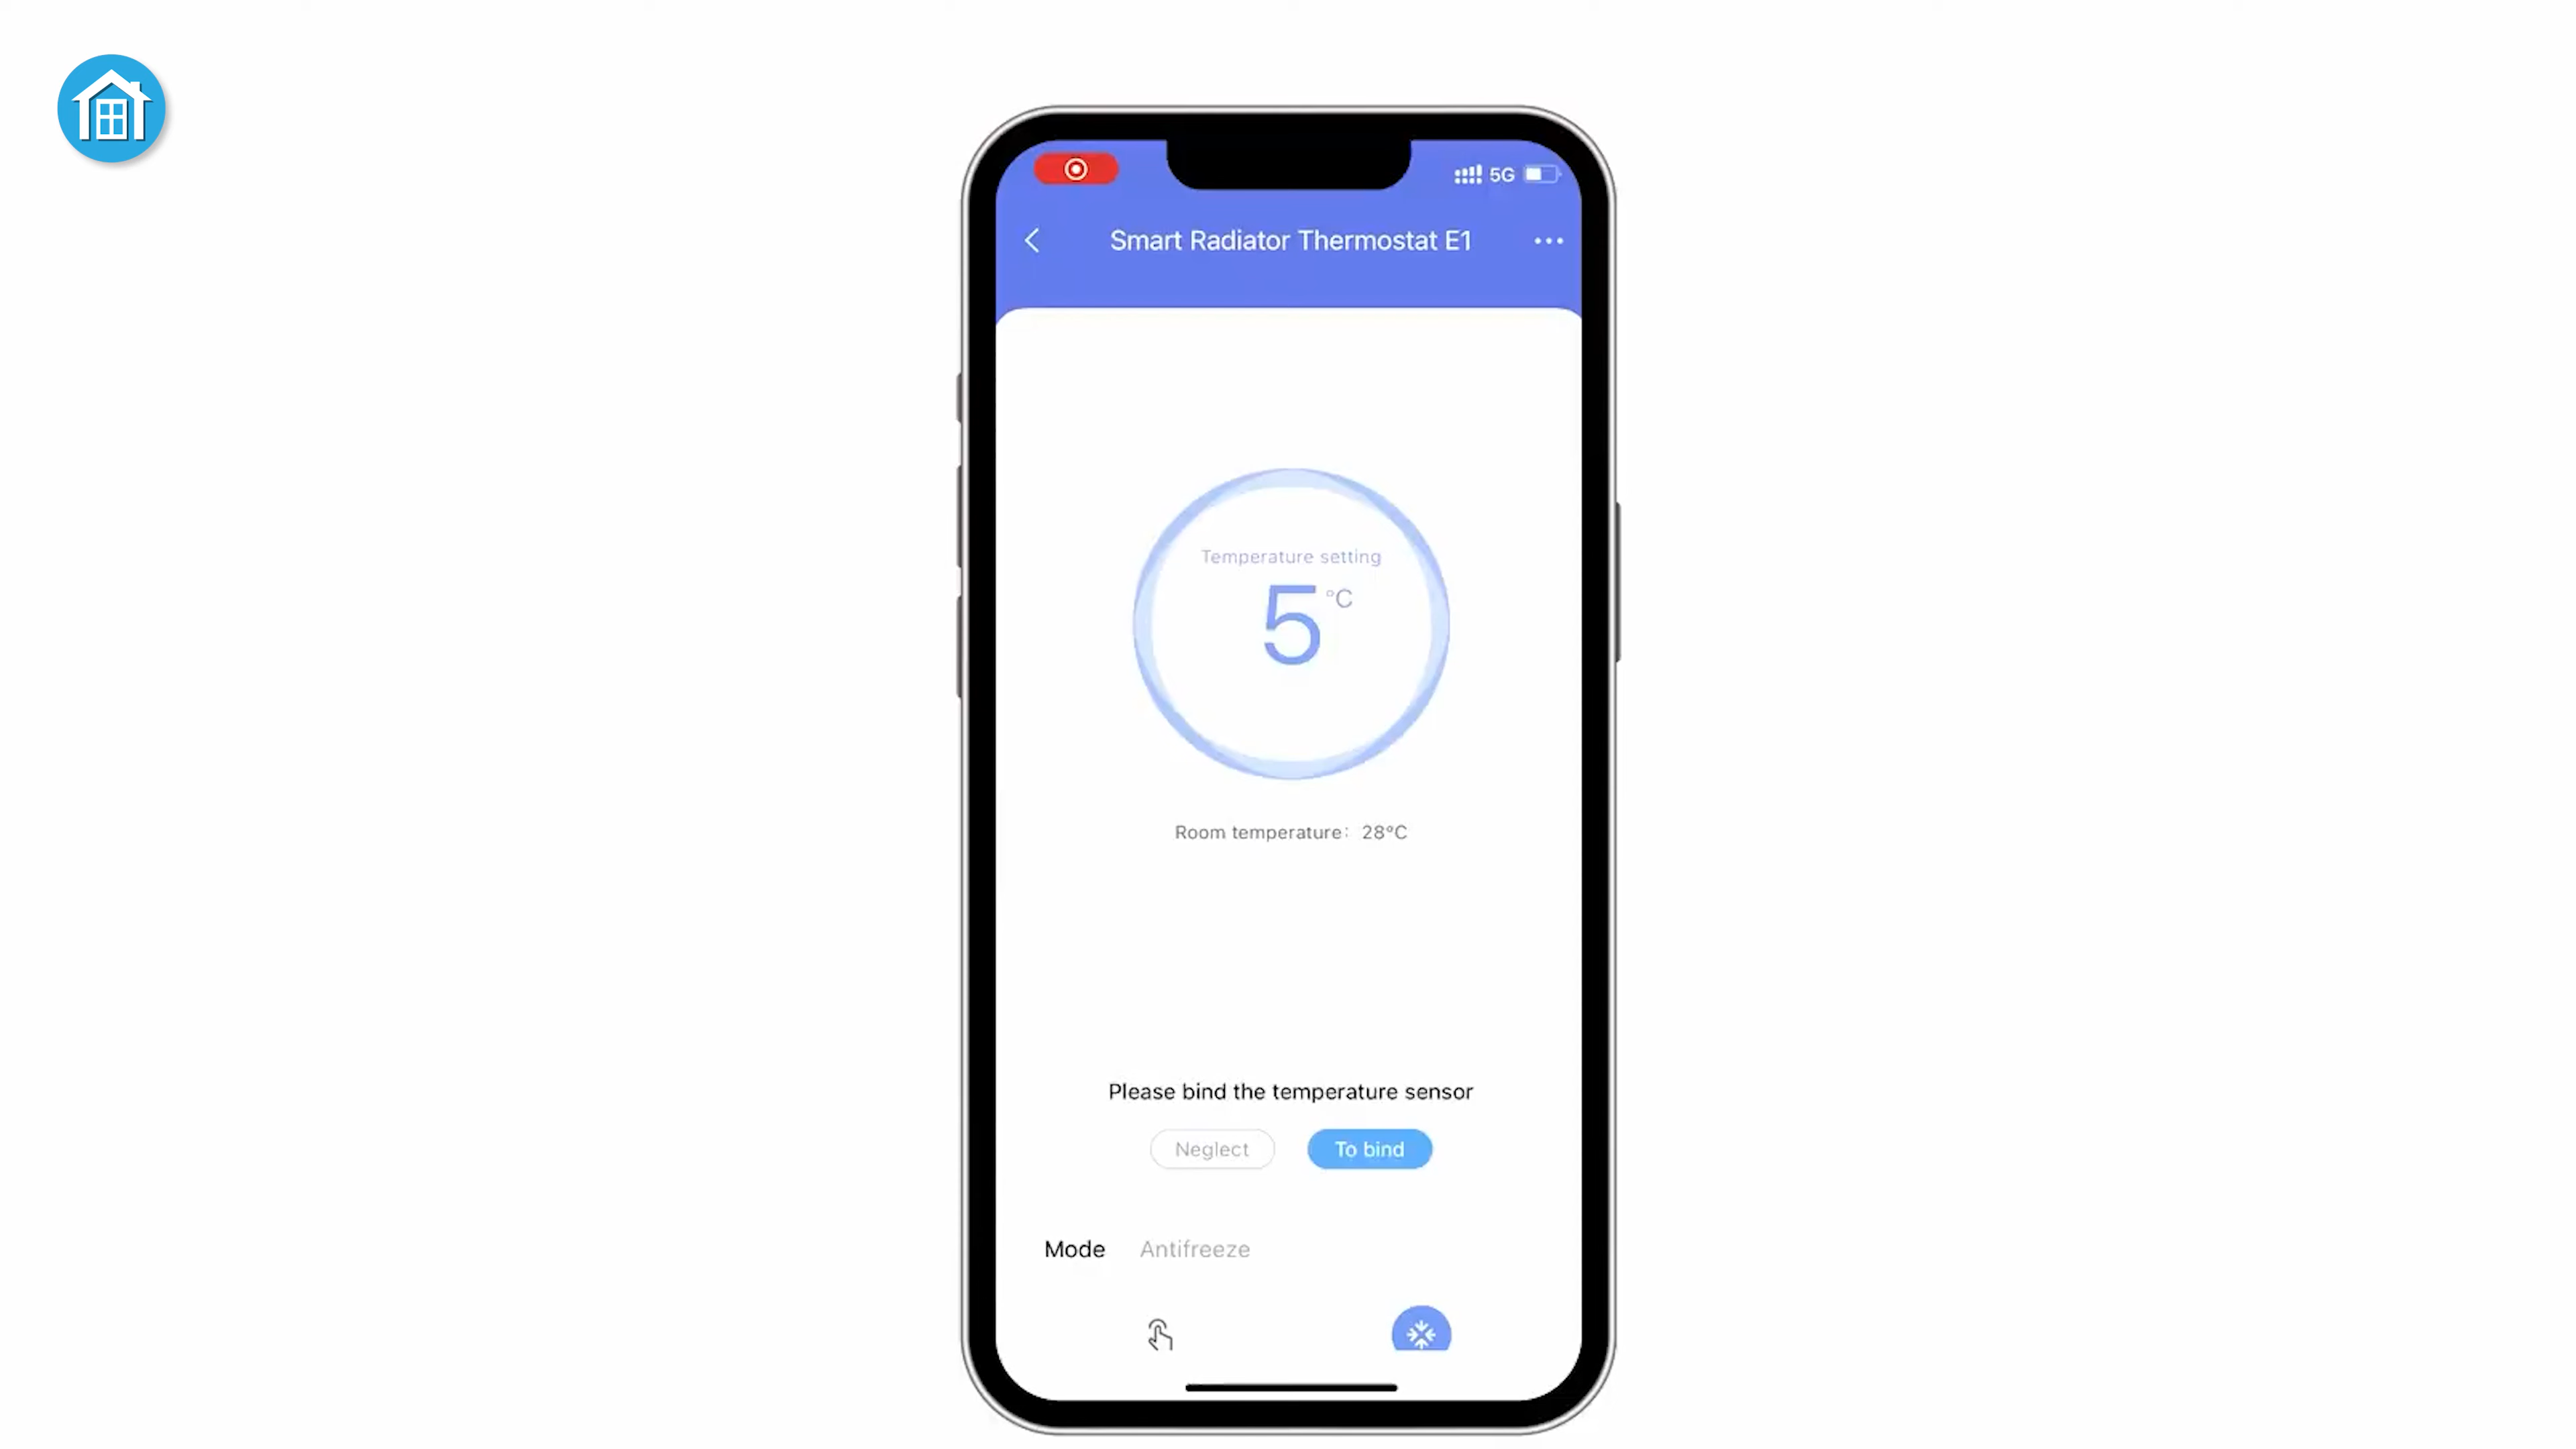 5G
Smart Radiator Thermostat E1
Temperature setting
5 °C
Room temperature: 28°C
Please bind the temperature sensor
Neglect To bind
Mode Antifreeze